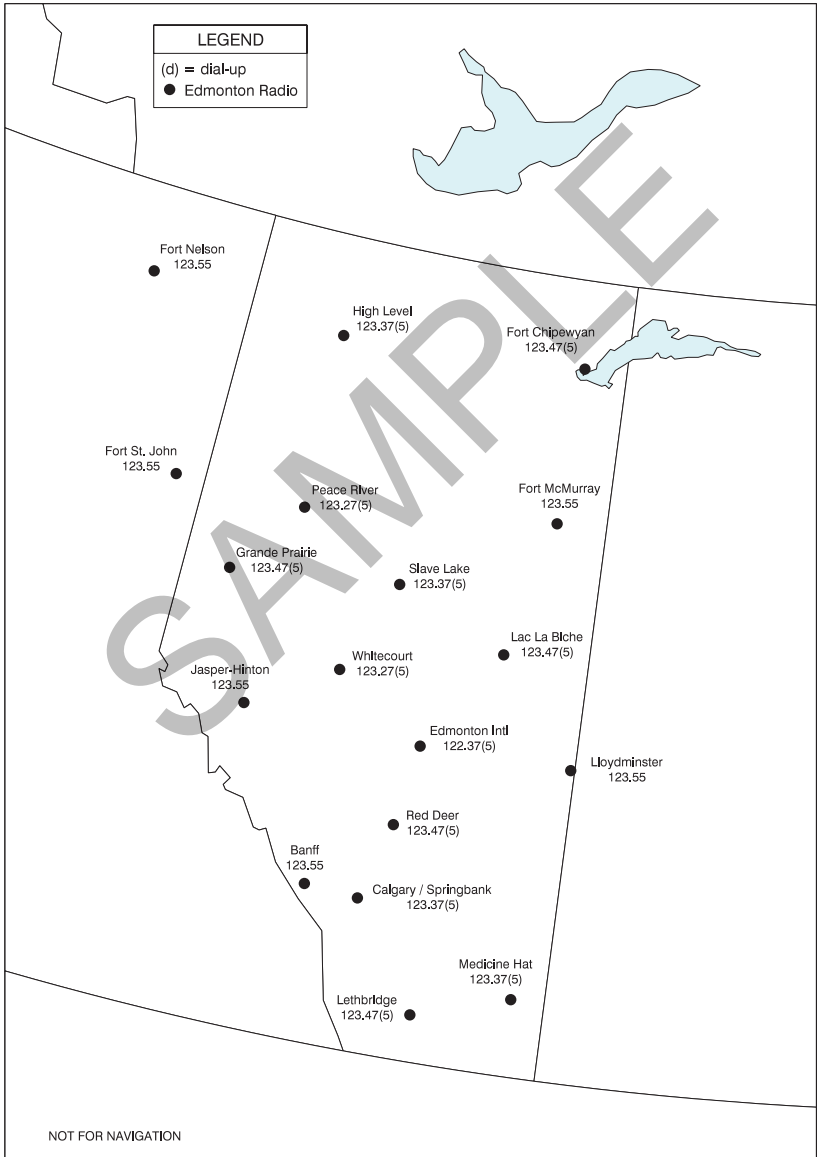 LEGEND
(d) = dial-up
Edmonton Radio
Fort Nelson
123.55
High Level
123.37(5)
Fort Chipewyan
123.47(5)
Fort St. John
123.55
Peace River
123.27(5)
Fort McMurray
123.55
Grande Prairie
123.47(5)
Slave Lake
123.37(5)
Lac La Biche
123.47(5)
Whitecourt
123.27(5)
Jasper-Hinton
123.55
Edmonton Intl
122.37(5)
Lloydminster
123.55
Red Deer
123.47(5)
Banff
123.55
Calgary / Springbank
123.37(5)
Medicine Hat
123.37(5)
Lethbridge
123.47(5)
SAMPLE
NOT FOR NAVIGATION